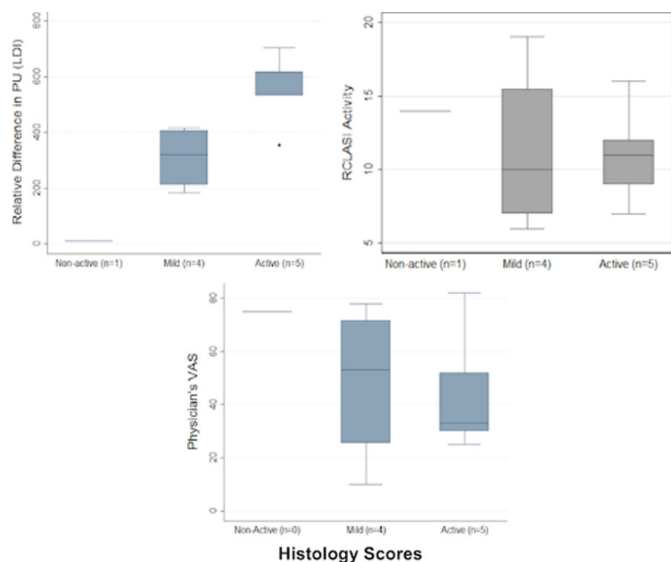 Relative Difference in PU (LDI)
800
600
400
200
0
Non-active (n=1) Mild (n=4) Active (n=5)
RCLASI Activity
20
15
10
5
Non-active (n=1) Mild (n=4) Active (n=5)
Physician's VAS
80
60
40
20
0
Non-Active (n=0) Mild (n=4) Active (n=5)
Histology Scores